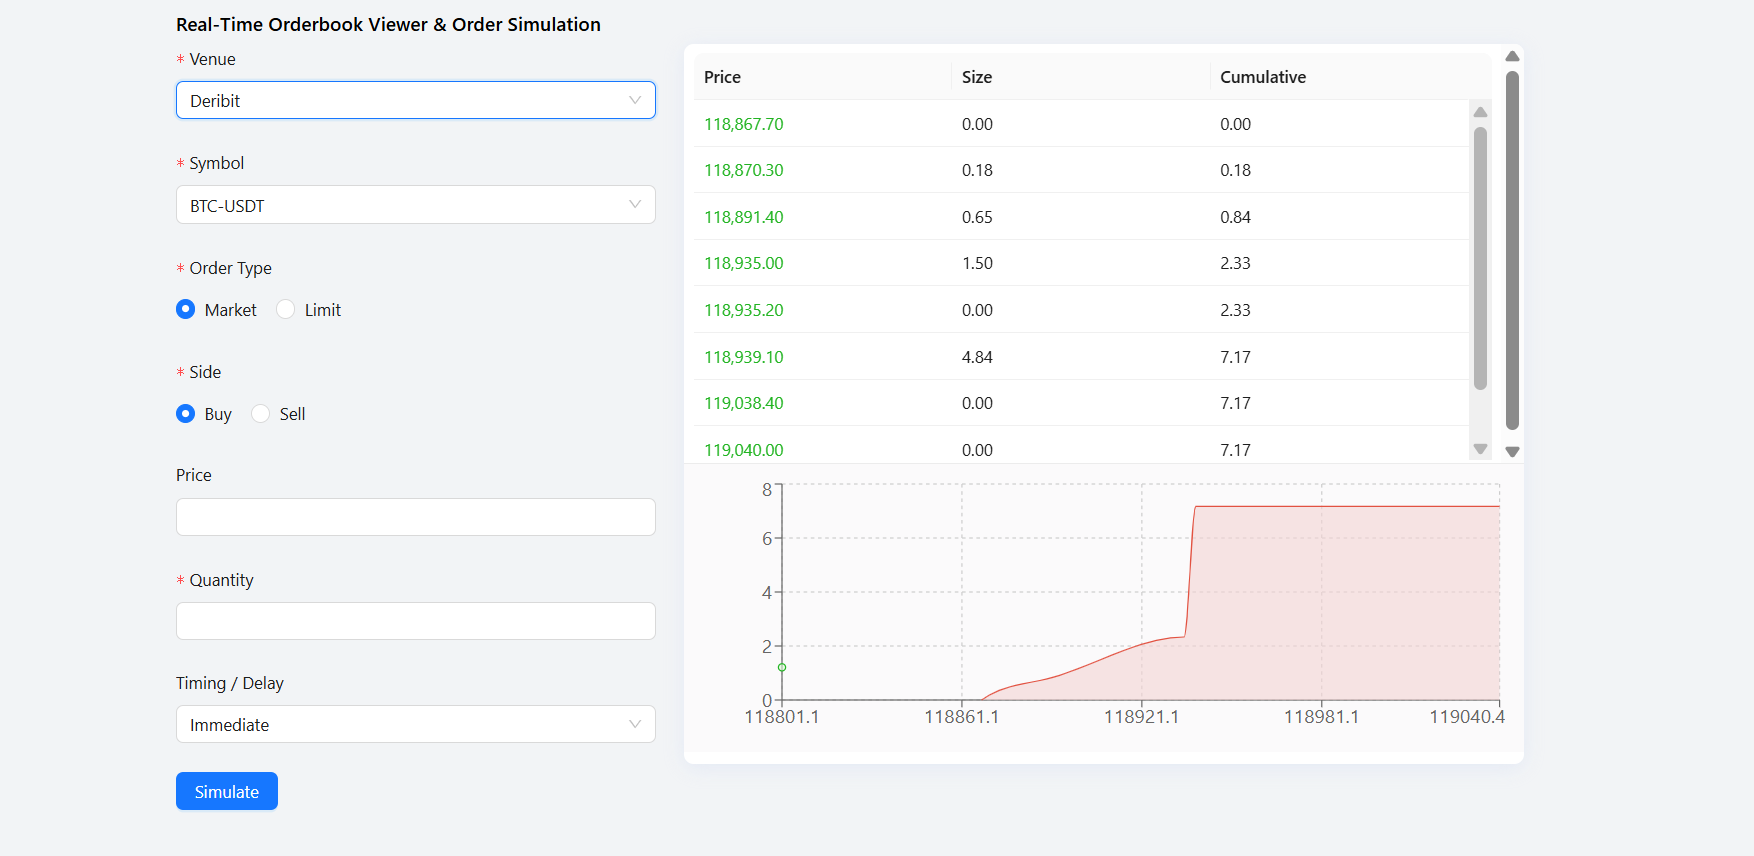 Real-Time Orderbook Viewer & Order Simulation
* Venue
Deribit
* Symbol
BTC-USDT
* Order Type
Market Limit
* Side
Buy Sell
Price
* Quantity
Timing / Delay
Immediate
Simulate
Price Size Cumulative
118,867.70 0.00 0.00
118,870.30 0.18 0.18
118,891.40 0.65 0.84
118,935.00 1.50 2.33
118,935.20 0.00 2.33
118,939.10 4.84 7.17
119,038.40 0.00 7.17
119,040.00 0.00 7.17
8
6
4
2
0
118801.1 118861.1 118921.1 118981.1 119040.4